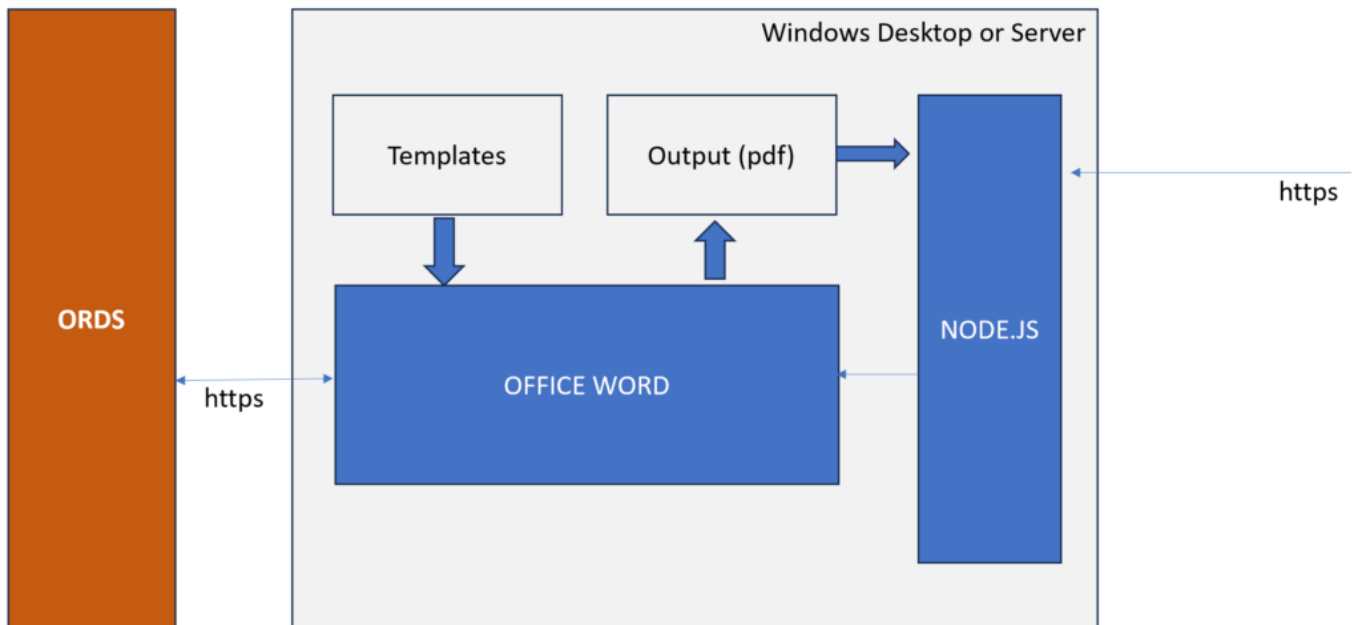 Windows Desktop or Server
Templates
Output (pdf)
https
ORDS
NODE.JS
OFFICE WORD
https